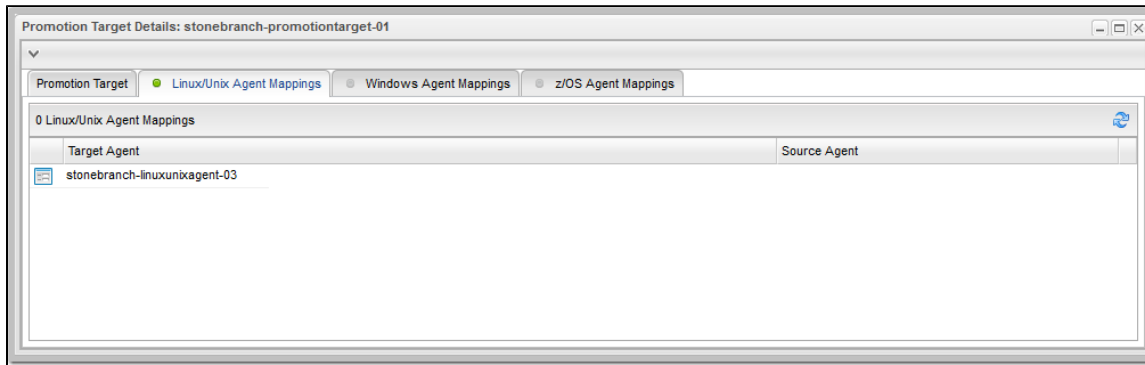 Promotion Target Details: stonebranch-promotiontarget-01
Promotion Target Linux/Unix Agent Mappings Windows Agent Mappings z/OS Agent Mappings
0 Linux/Unix Agent Mappings
Target Agent Source Agent
stonebranch-linuxunixagent-03